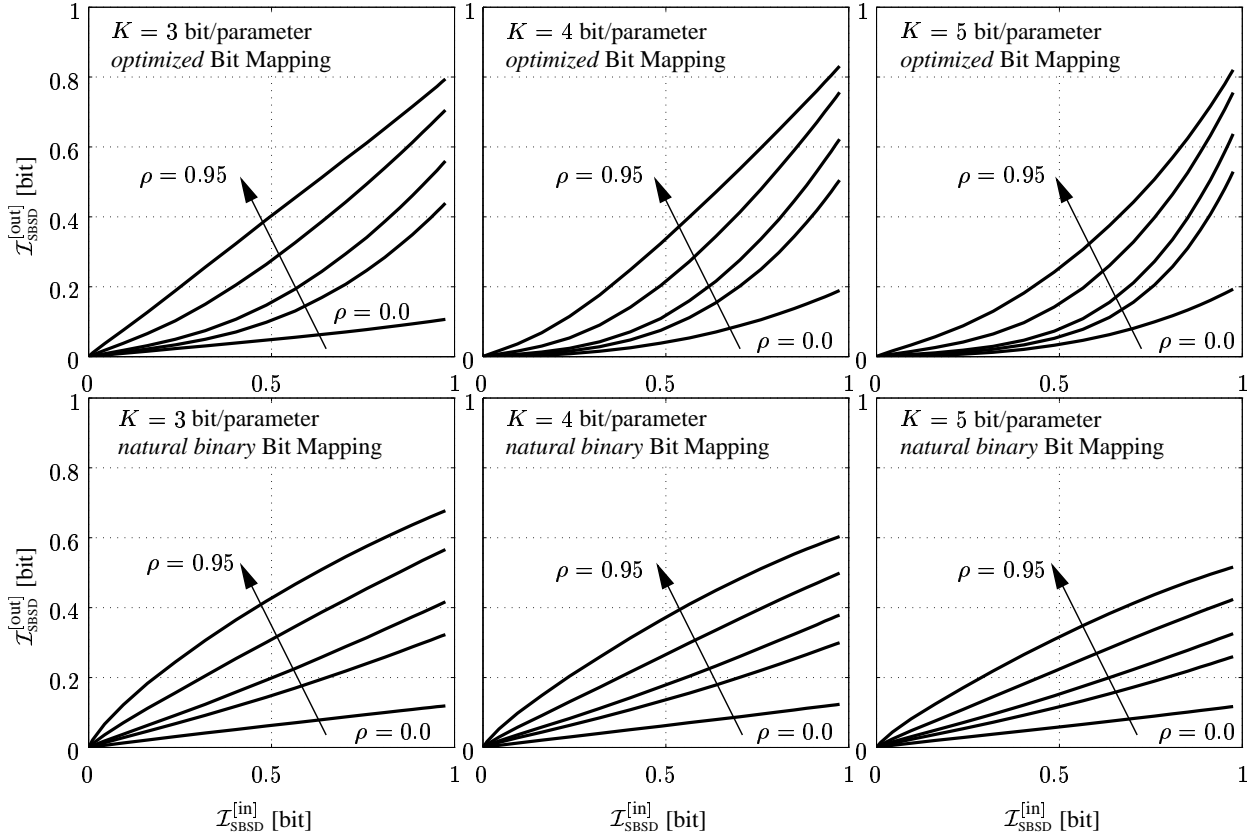 K = 3 bit/parameter
optimized Bit Mapping
K = 4 bit/parameter
optimized Bit Mapping
K = 5 bit/parameter
optimized Bit Mapping
1
0.8
0.6
0.4
0.2
0
ρ = 0.95
ρ = 0.0
0
0.5
1
1
ρ = 0.95
ρ = 0.0
0
0
0.5
1
1
ρ = 0.95
ρ = 0.0
0
0
0.5
1
I[out]SBSD [bit]
K = 3 bit/parameter
natural binary Bit Mapping
K = 4 bit/parameter
natural binary Bit Mapping
K = 5 bit/parameter
natural binary Bit Mapping
1
0.8
0.6
0.4
0.2
0
ρ = 0.95
ρ = 0.0
0
0.5
1
1
ρ = 0.95
ρ = 0.0
0
0
0.5
1
1
ρ = 0.95
ρ = 0.0
0
0
0.5
1
I[out]SBSD [bit]
I[in]SBSD [bit]
I[in]SBSD [bit]
I[in]SBSD [bit]